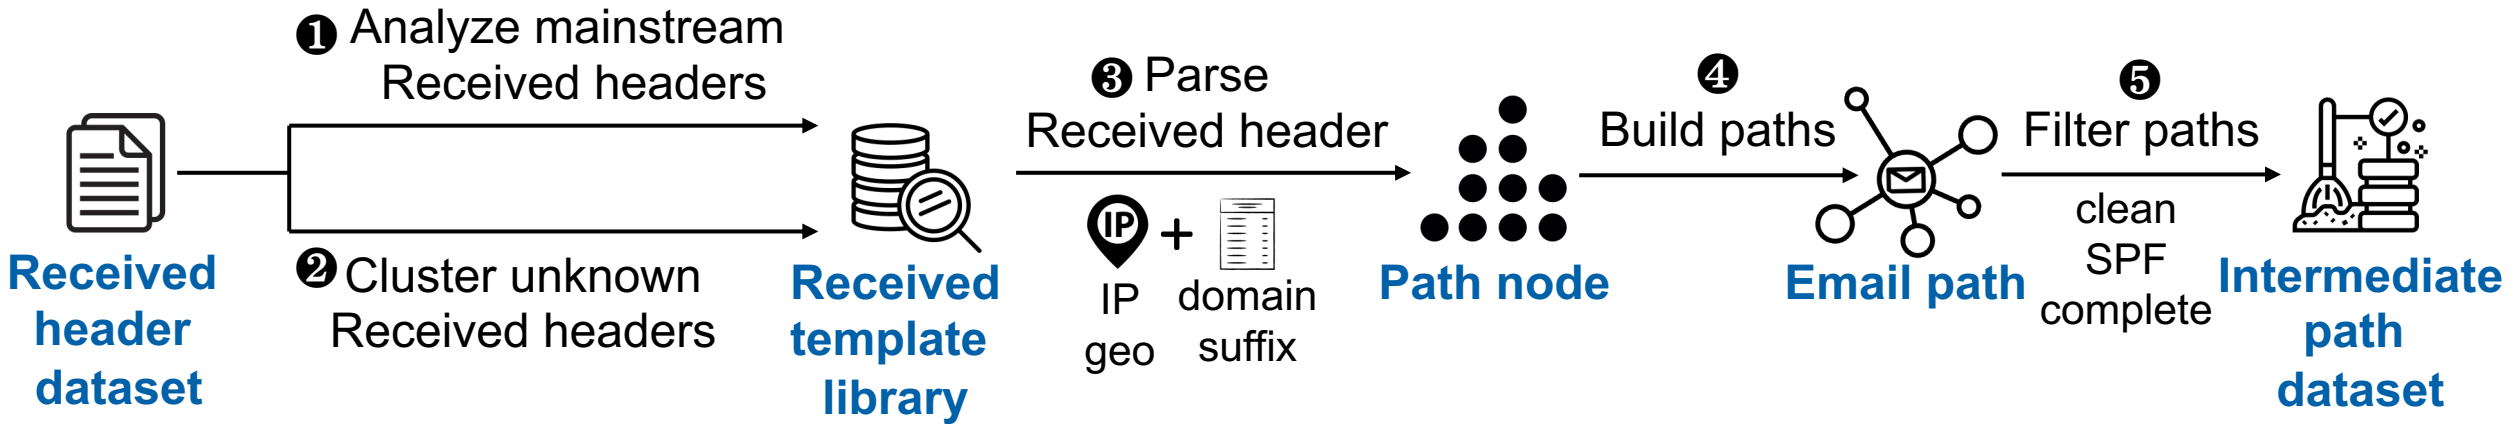 ❶ Analyze mainstream
Received headers
❷ Cluster unknown
Received headers
Received
header
dataset
Received
template
library
❸ Parse
Received header
IP
+
IP
geo
domain
suffix
Path node
❹
Build paths
Email path
❺
Filter paths
clean
SPF
complete
Intermediate
path
dataset